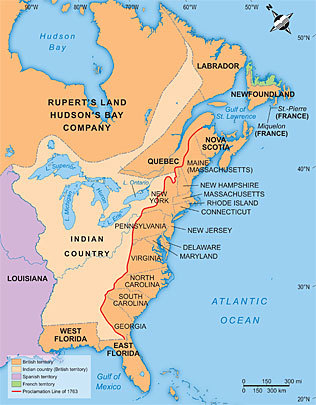 60°W
50°W
50°W
Hudson
Bay
LABRADOR
NEWFOUNDLAND
Gulf of
St. Lawrence
St.-Pierre
(FRANCE)
Miquelon
(FRANCE)
RUPERT'S LAND
HUDSON'S BAY
COMPANY
NOVA
SCOTIA
QUEBEC
MAINE
(MASSACHUSETTS)
40°N
L. Superior
L. Ontario
NEW
YORK
NEW HAMPSHIRE
MASSACHUSETTS
RHODE ISLAND
CONNECTICUT
PENNSYLVANIA
NEW JERSEY
INDIAN
COUNTRY
DELAWARE
MARYLAND
VIRGINIA
LOUISIANA
30°N
NORTH
CAROLINA
SOUTH
CAROLINA
ATLANTIC
OCEAN
GEORGIA
WEST
FLORIDA
EAST
FLORIDA
Gulf of
Mexico
British territory
Indian country (British territory)
Spanish territory
French territory
Proclamation Line of 1763
0 150 300 mi
0 150 300 km